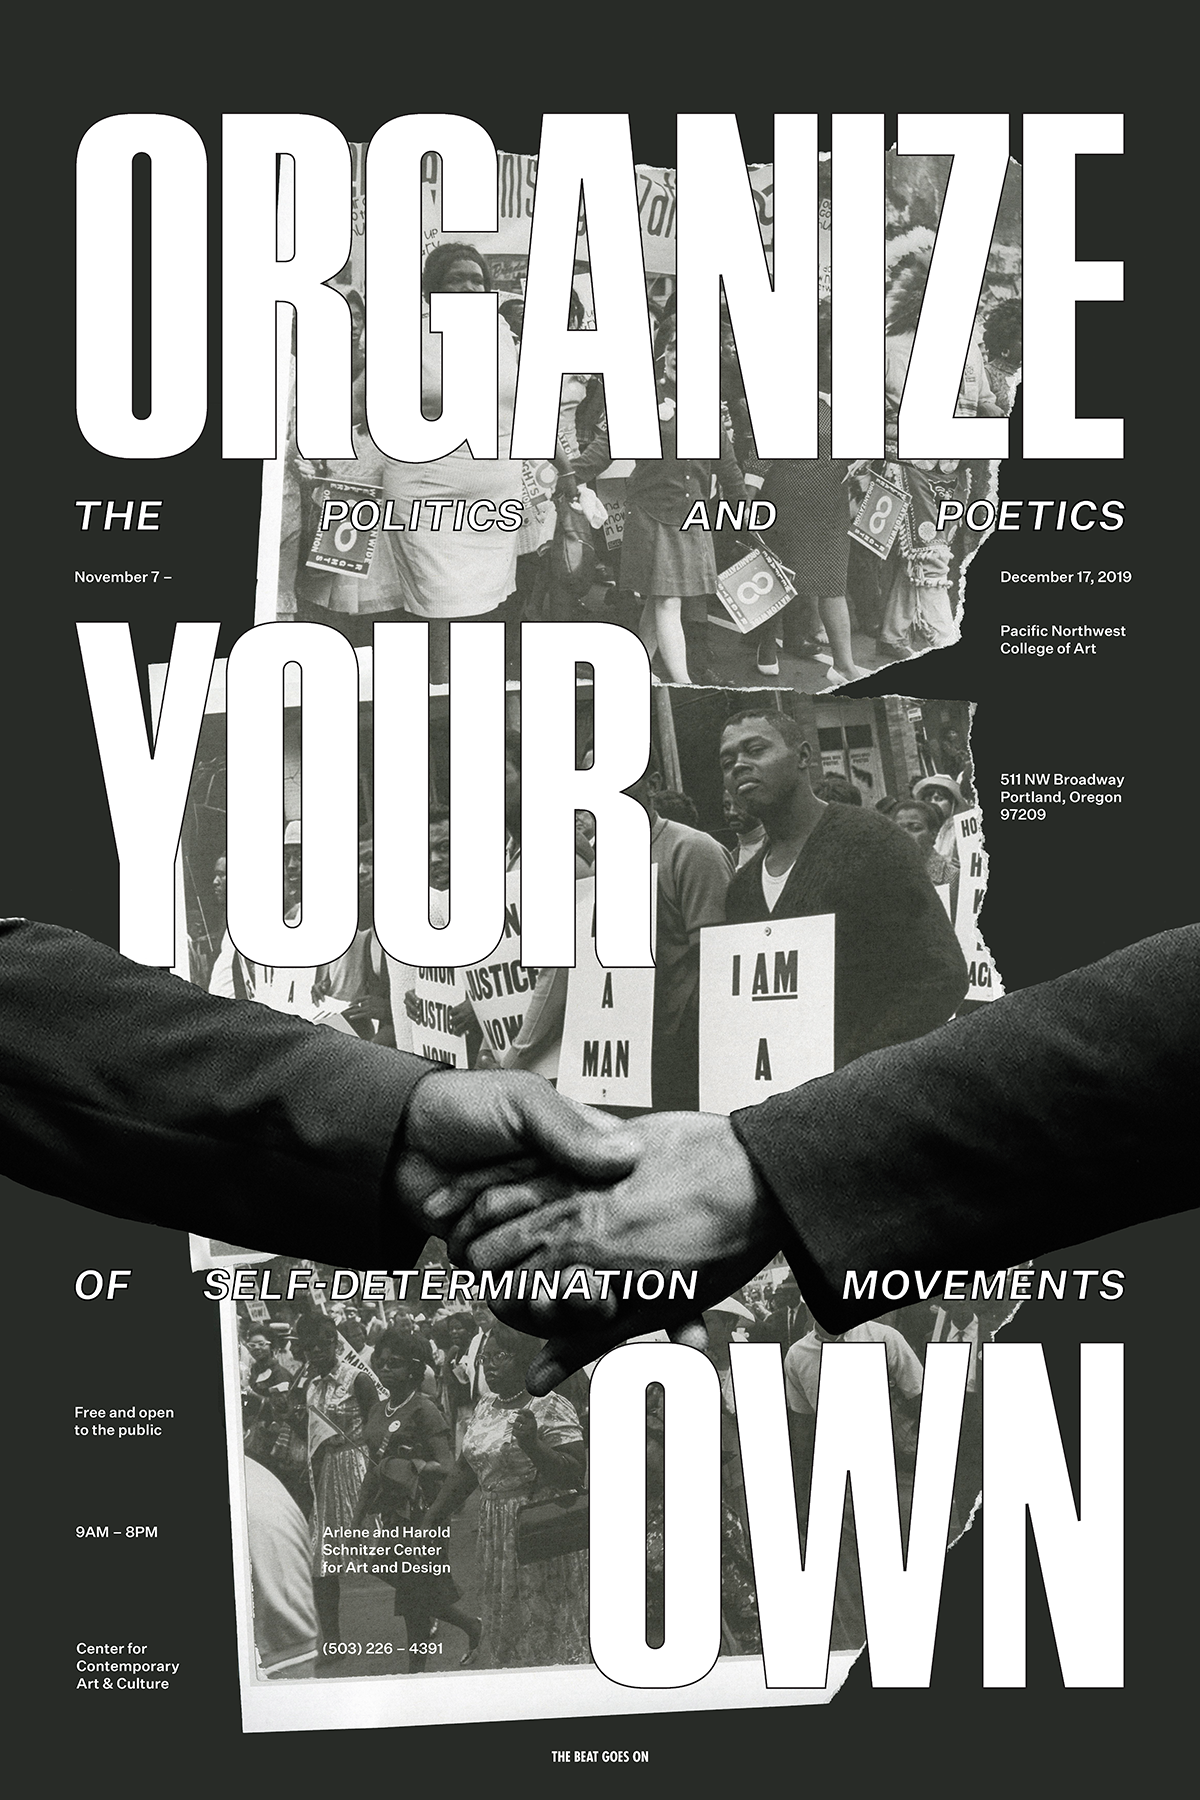 ORGANIZE
THE POLITICS AND POETICS
November 7 –
December 17, 2019
Pacific Northwest
College of Art
YOUR
511 NW Broadway
Portland, Oregon
97209
UNION
JUSTICE
NOW!
JUSTICE
NOW
A
MAN
I AM
A
OF SELF-DETERMINATION MOVEMENTS
OWN
Free and open
to the public
9AM – 8PM
Arlene and Harold
Schnitzer Center
for Art and Design
Center for
Contemporary
Art & Culture
(503) 226 – 4391
THE BEAT GOES ON